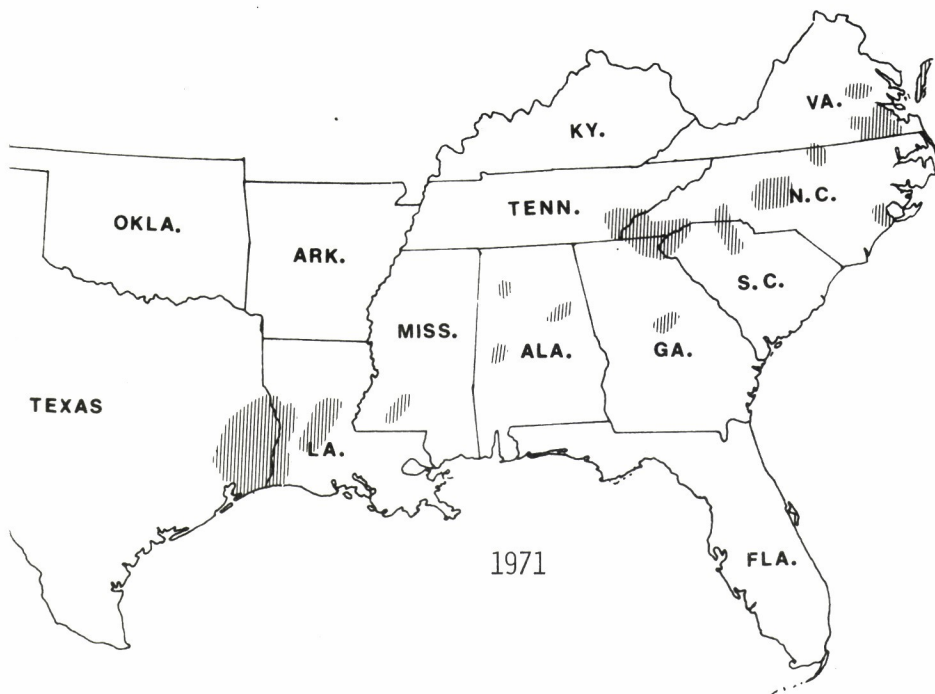 VA.
KY.
N.C.
TENN.
OKLA.
ARK.
S.C.
MISS.
ALA.
GA.
TEXAS
LA.
1971
FLA.